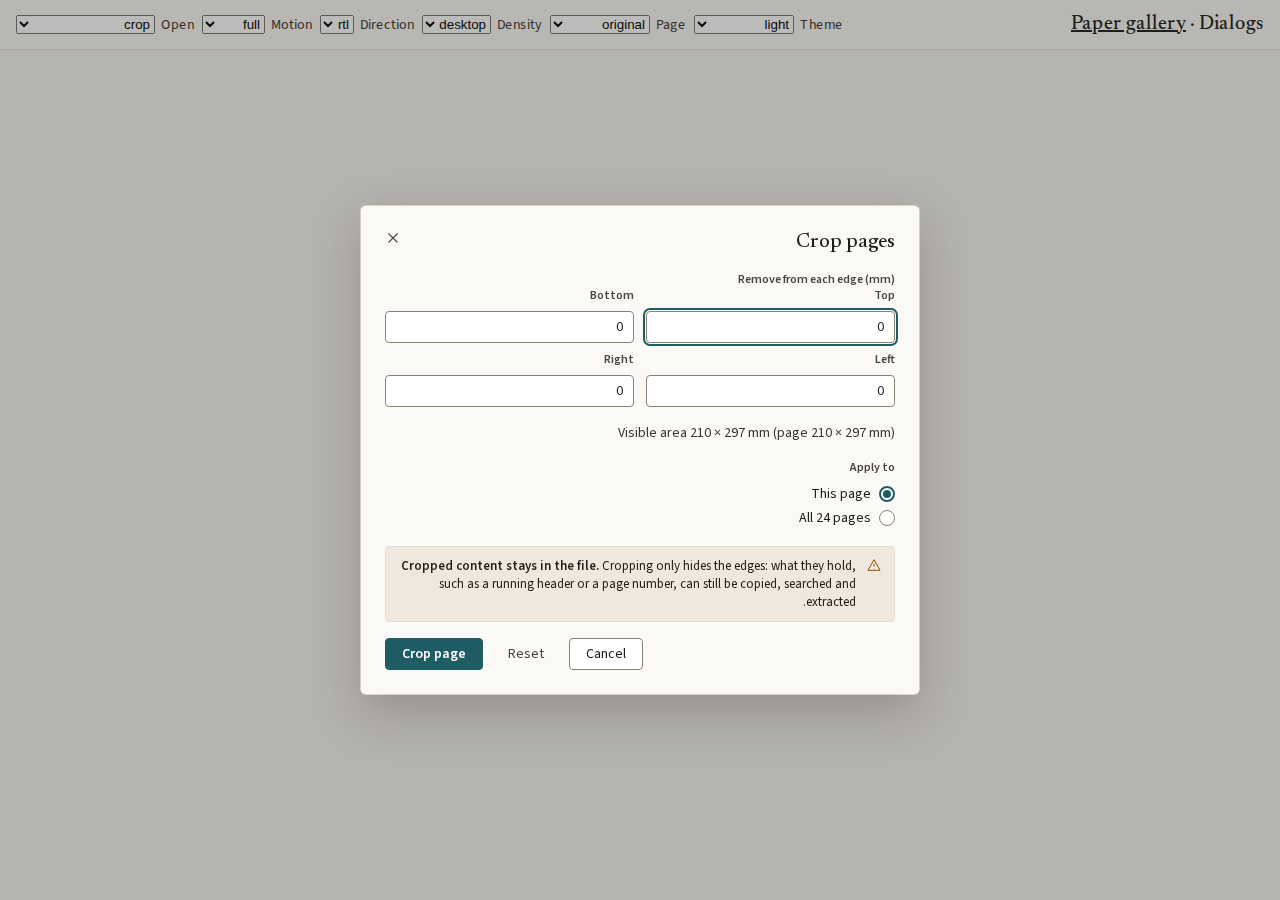 Paper gallery · Dialogs
Theme light Page original Density desktop Direction rtl Motion full Open crop
Crop pages
Remove from each edge (mm)
Top Bottom
0 0
Left Right
0 0
Visible area 210 × 297 mm (page 210 × 297 mm)
Apply to
This page
All 24 pages
Cropped content stays in the file. Cropping only hides the edges: what they hold,
such as a running header or a page number, can still be copied, searched and
.extracted
Cancel Reset Crop page